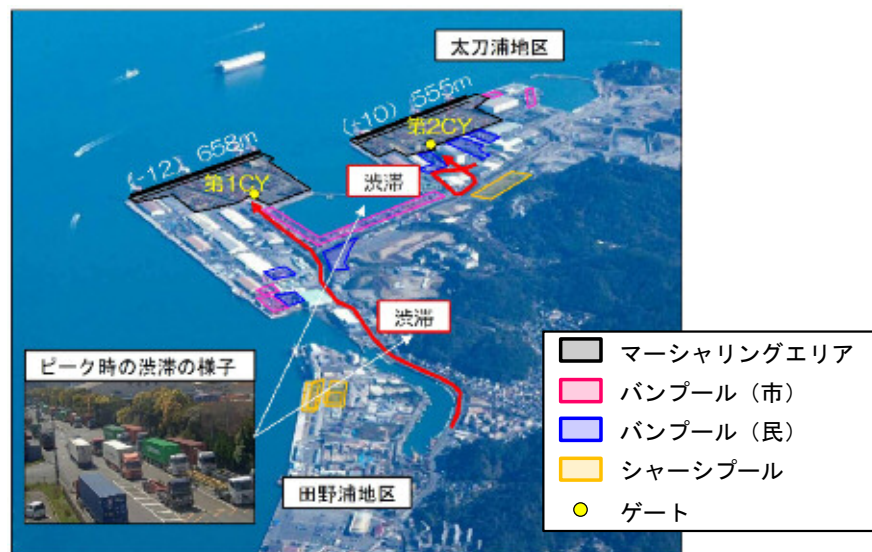 太刀浦地区
(-10) 555m
第2CY
(-12) 658m
第1CY
渋滞
渋滞
ピーク時の渋滞の様子
田野浦地区
マーシャリングエリア
バンプール（市）
バンプール（民）
シャーシプール
ゲート